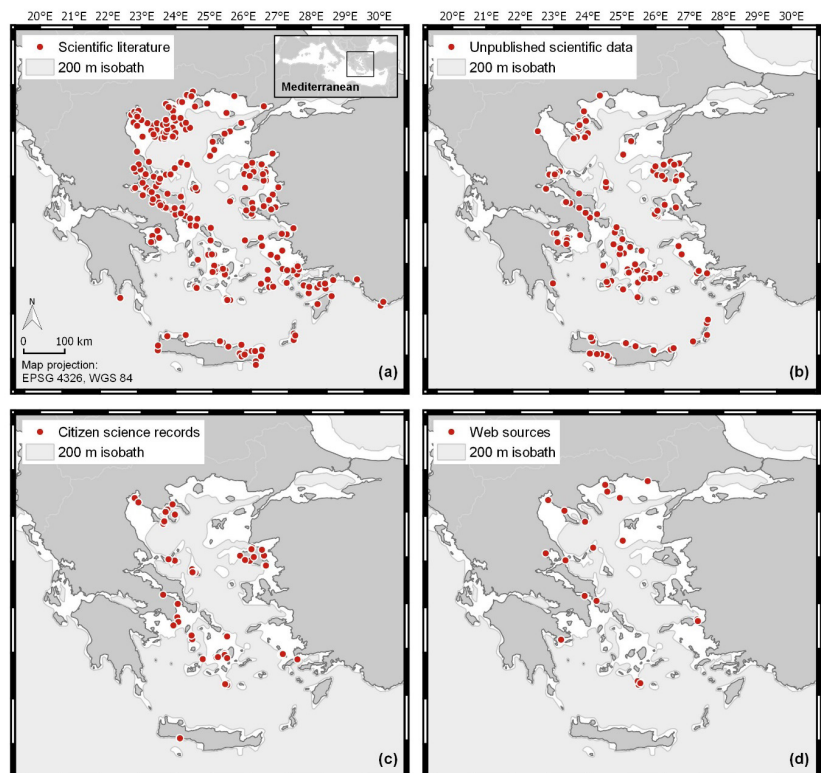 20°E 21°E 22°E 23°E 24°E 25°E 26°E 27°E 28°E 29°E 30°E
20°E 21°E 22°E 23°E 24°E 25°E 26°E 27°E 28°E 29°E 30°E
Scientific literature
200 m isobath
Mediterranean
N
0 100 km
Map projection:
EPSG 4326, WGS 84
(a)
Unpublished scientific data
200 m isobath
(b)
Citizen science records
200 m isobath
(c)
Web sources
200 m isobath
(d)